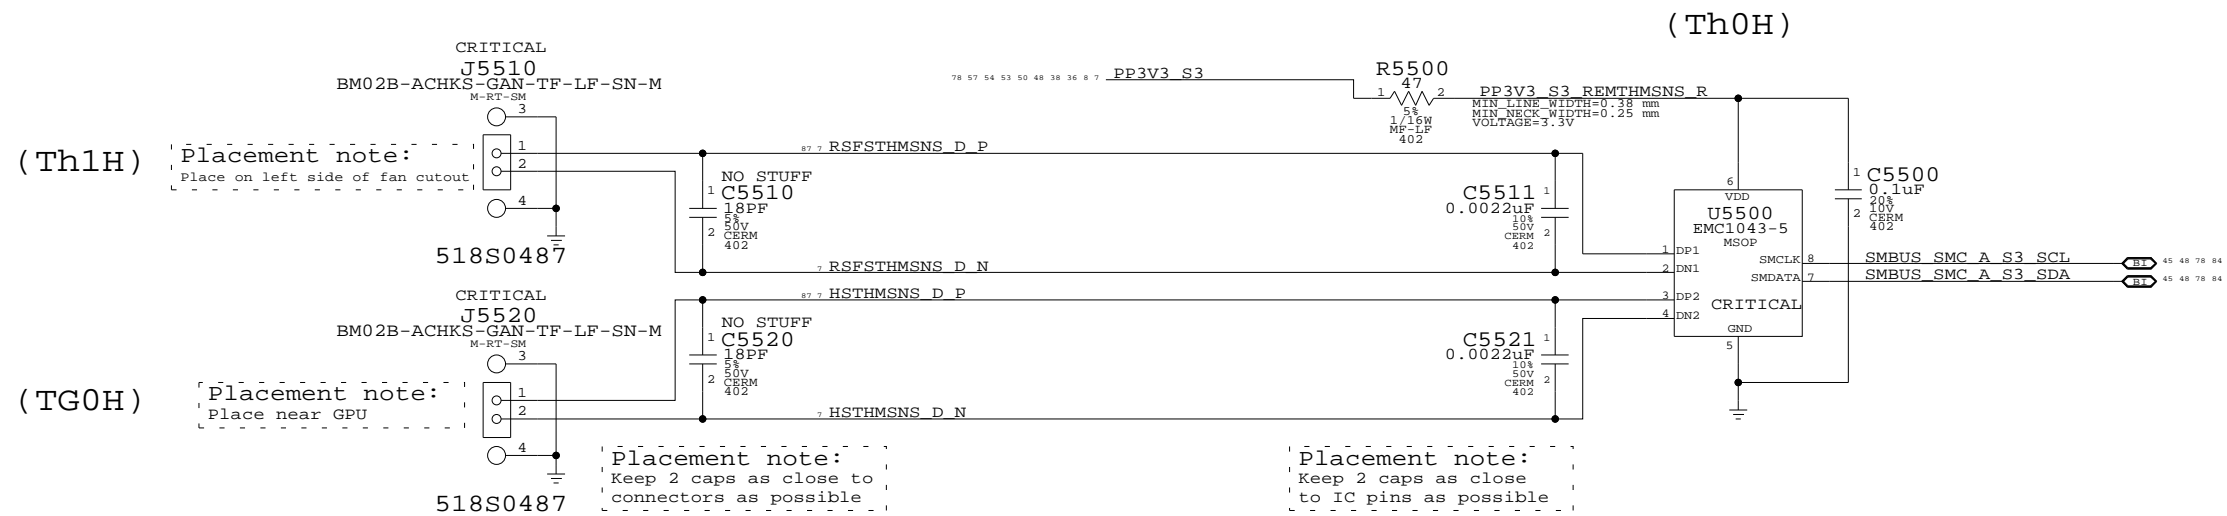 (Th0H)
CRITICAL
J5510
BM02B-ACHKS-GAN-TF-LF-SN-M
M-RT-SM
3
1
2
4
518S0487
(Th1H)
Placement note:
Place on left side of fan cutout
78 57 54 53 50 48 38 36 8 7 PP3V3_S3
R5500
47
1 2
5%
1/16W
MF-LF
402
PP3V3_S3_REMTHMSNS_R
MIN_LINE_WIDTH=0.38 mm
MIN_NECK_WIDTH=0.25 mm
VOLTAGE=3.3V
87 7 RSFSTHMSNS_D_P
NO STUFF
1 C5510
18PF
5%
50V
2 CERM
402
C5511 1
0.0022uF
10%
50V
CERM 2
402
7 RSFSTHMSNS_D_N
6
VDD
U5500
EMC1043-5
MSOP
1 DP1
2 DN1
3 DP2
4 DN2
SMCLK 8
SMDATA 7
CRITICAL
GND
5
1 C5500
0.1uF
20%
10V
2 CERM
402
SMBUS_SMC_A_S3_SCL BI 45 48 78 84
SMBUS_SMC_A_S3_SDA BI 45 48 78 84
CRITICAL
J5520
BM02B-ACHKS-GAN-TF-LF-SN-M
M-RT-SM
3
1
2
4
518S0487
(TG0H)
Placement note:
Place near GPU
87 7 HSTHMSNS_D_P
NO STUFF
1 C5520
18PF
5%
50V
2 CERM
402
C5521 1
0.0022uF
10%
50V
CERM 2
402
7 HSTHMSNS_D_N
Placement note:
Keep 2 caps as close to
connectors as possible
Placement note:
Keep 2 caps as close
to IC pins as possible